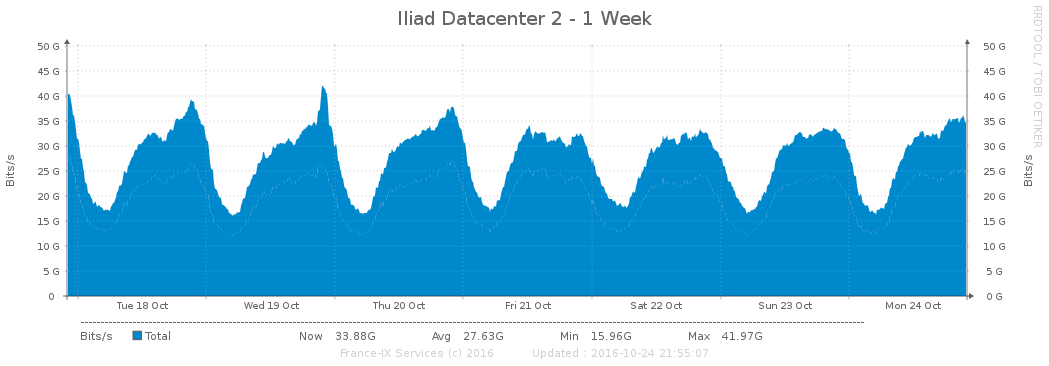 Iliad Datacenter 2 - 1 Week
RRDTOOL / TOBI OETIKER
Bits/s
50 G 50 G
45 G 45 G
40 G 40 G
35 G 35 G
30 G 30 G
25 G 25 G
20 G 20 G
15 G 15 G
10 G 10 G
5 G 5 G
0 0 G
Bits/s
Tue 18 Oct Wed 19 Oct Thu 20 Oct Fri 21 Oct Sat 22 Oct Sun 23 Oct Mon 24 Oct
Bits/s Total Now 33.88G Avg 27.63G Min 15.96G Max 41.97G
France-IX Services (c) 2016 Updated : 2016-10-24 21:55:07